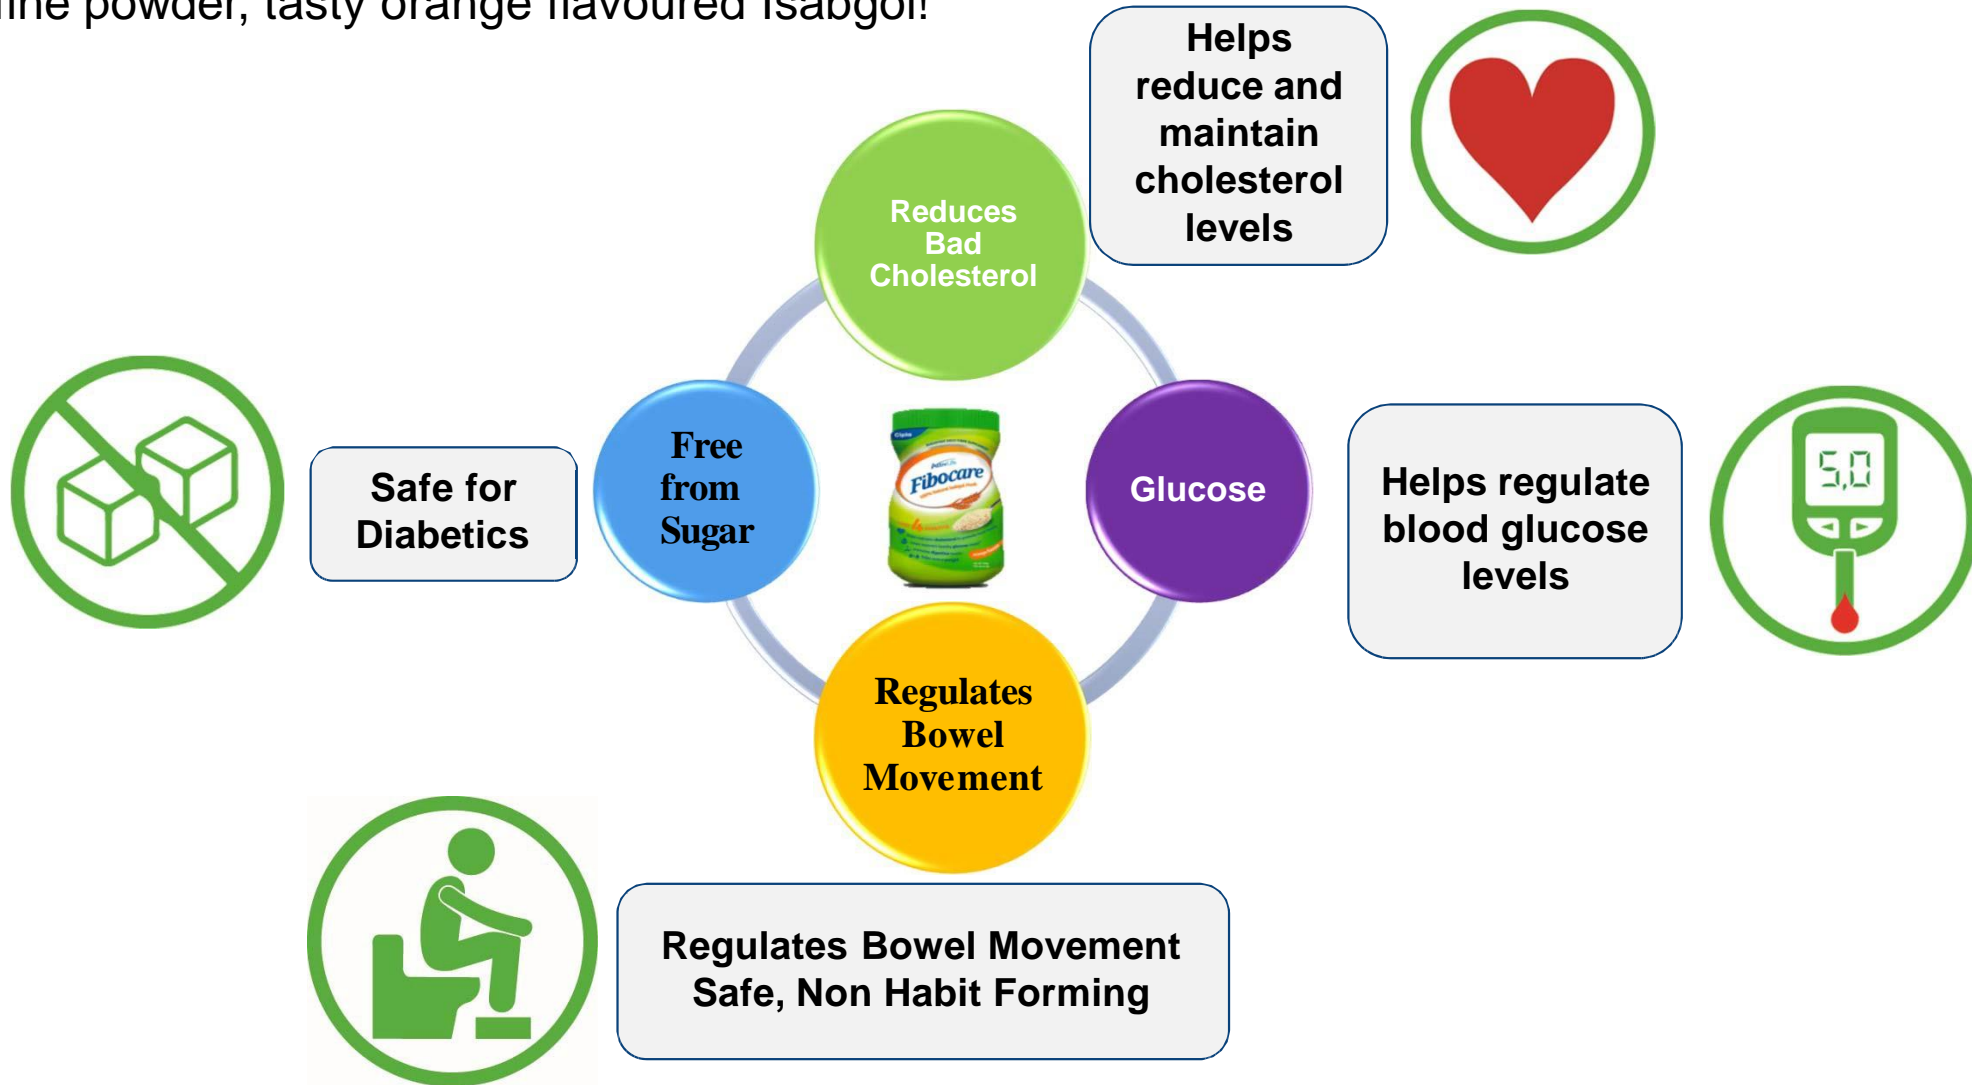 fine powder, tasty orange flavoured Isabgol!
Helps
reduce and
maintain
cholesterol
levels
Reduces
Bad
Cholesterol
Free
from
Sugar
Safe for
Diabetics
Cipla
Fibocare
Glucose
5,0
Helps regulate
blood glucose
levels
Regulates
Bowel
Movement
Regulates Bowel Movement
Safe, Non Habit Forming